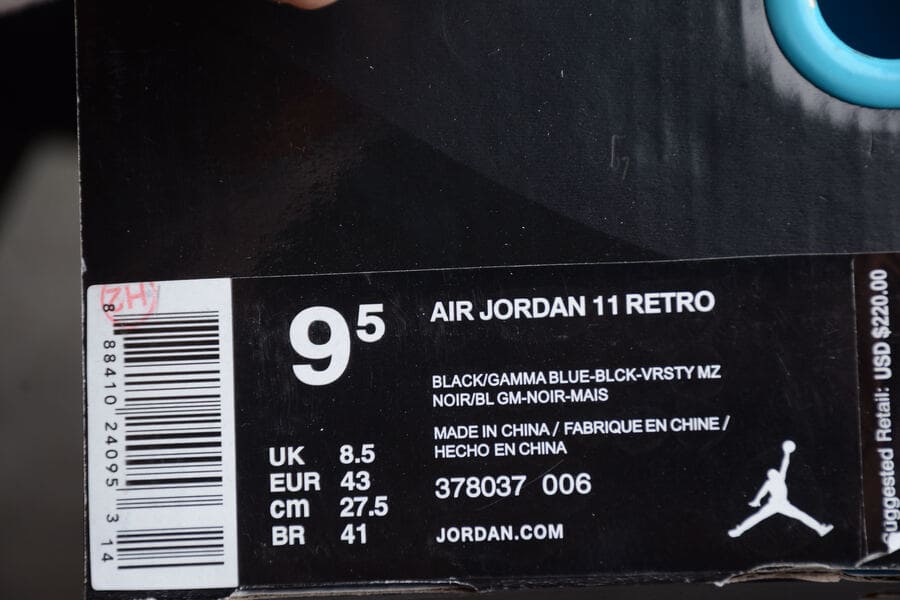 9⁵
AIR JORDAN 11 RETRO
BLACK/GAMMA BLUE-BLCK-VRSTY MZ
NOIR/BL GM-NOIR-MAIS
MADE IN CHINA / FABRIQUE EN CHINE /
HECHO EN CHINA
UK 8.5
EUR 43
cm 27.5
BR 41
378037 006
JORDAN.COM
8 88410 24095 3 14
H2
Suggested Retail: USD $220.00